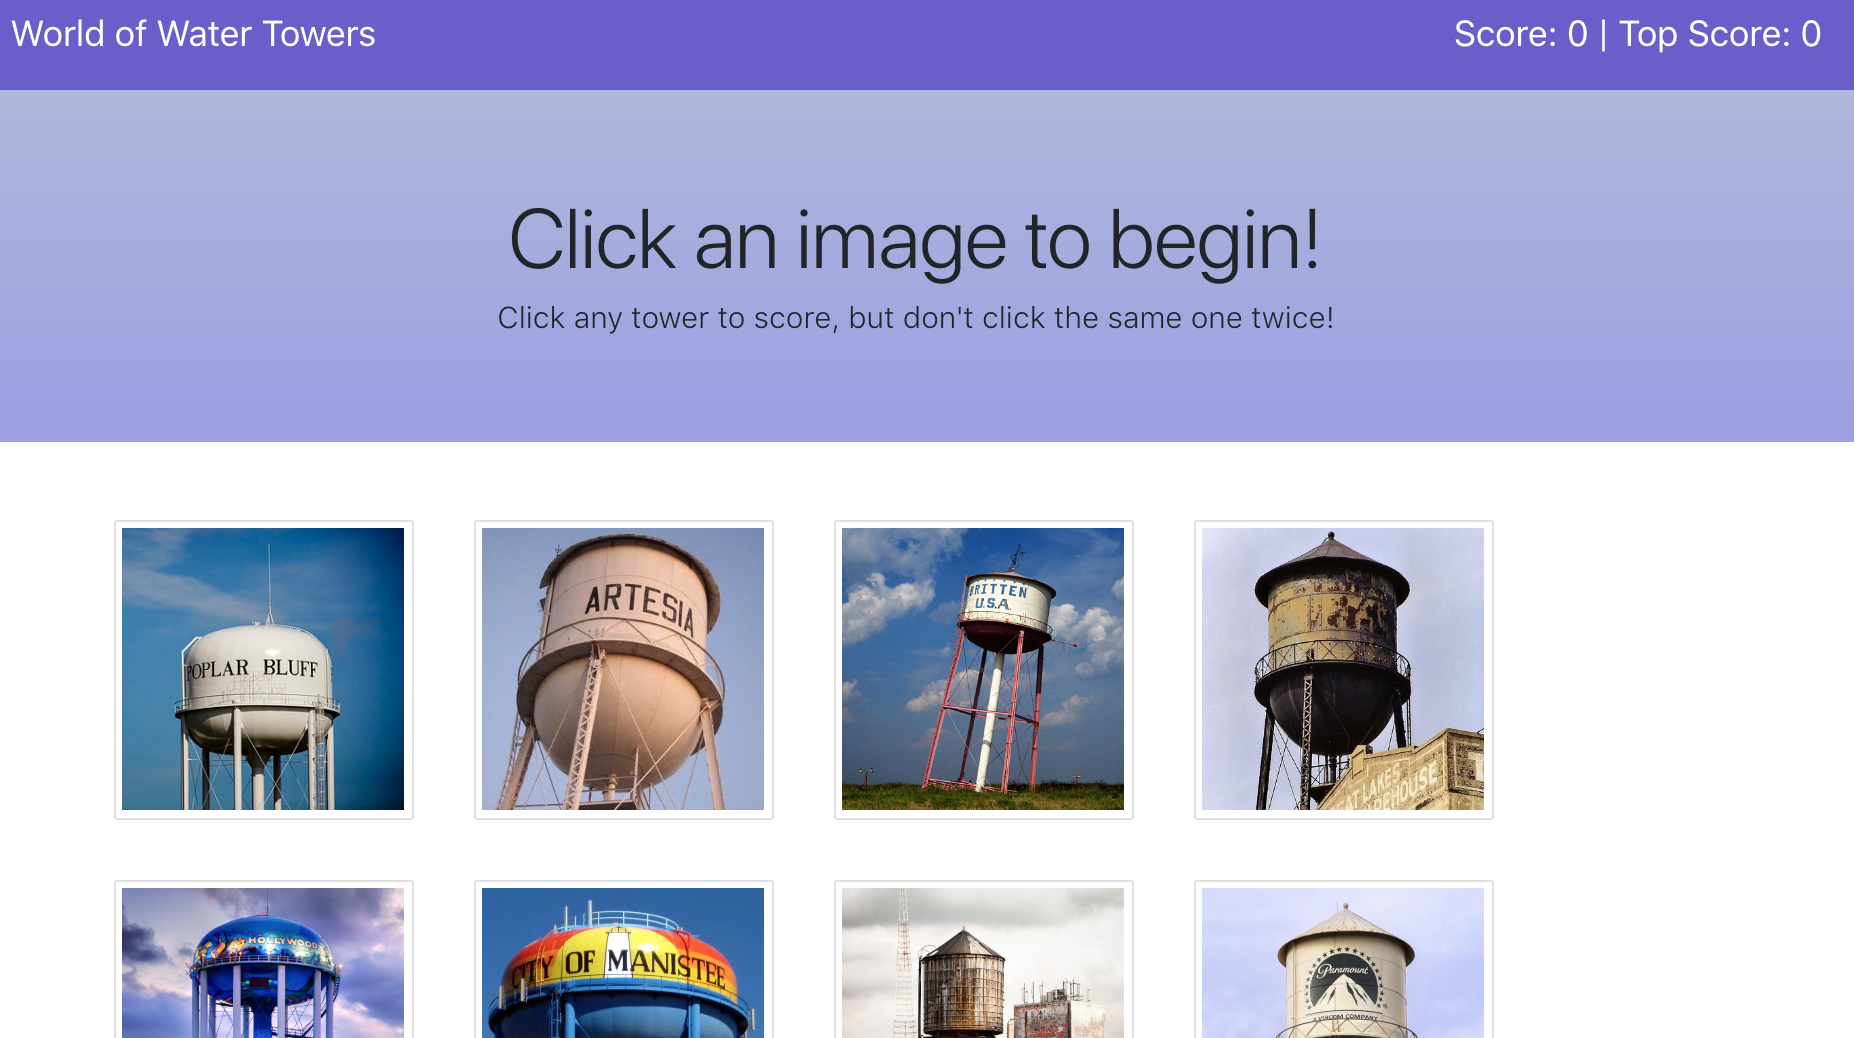 World of Water Towers
Score: 0 | Top Score: 0
Click an image to begin!
Click any tower to score, but don't click the same one twice!
POPLAR BLUFF
ARTESIA
BRITTEN
U.S.A.
AT LAKES
REHOUSE
HOLLYWOOD
CITY OF MANISTEE
Paramount
A VIACOM COMPANY